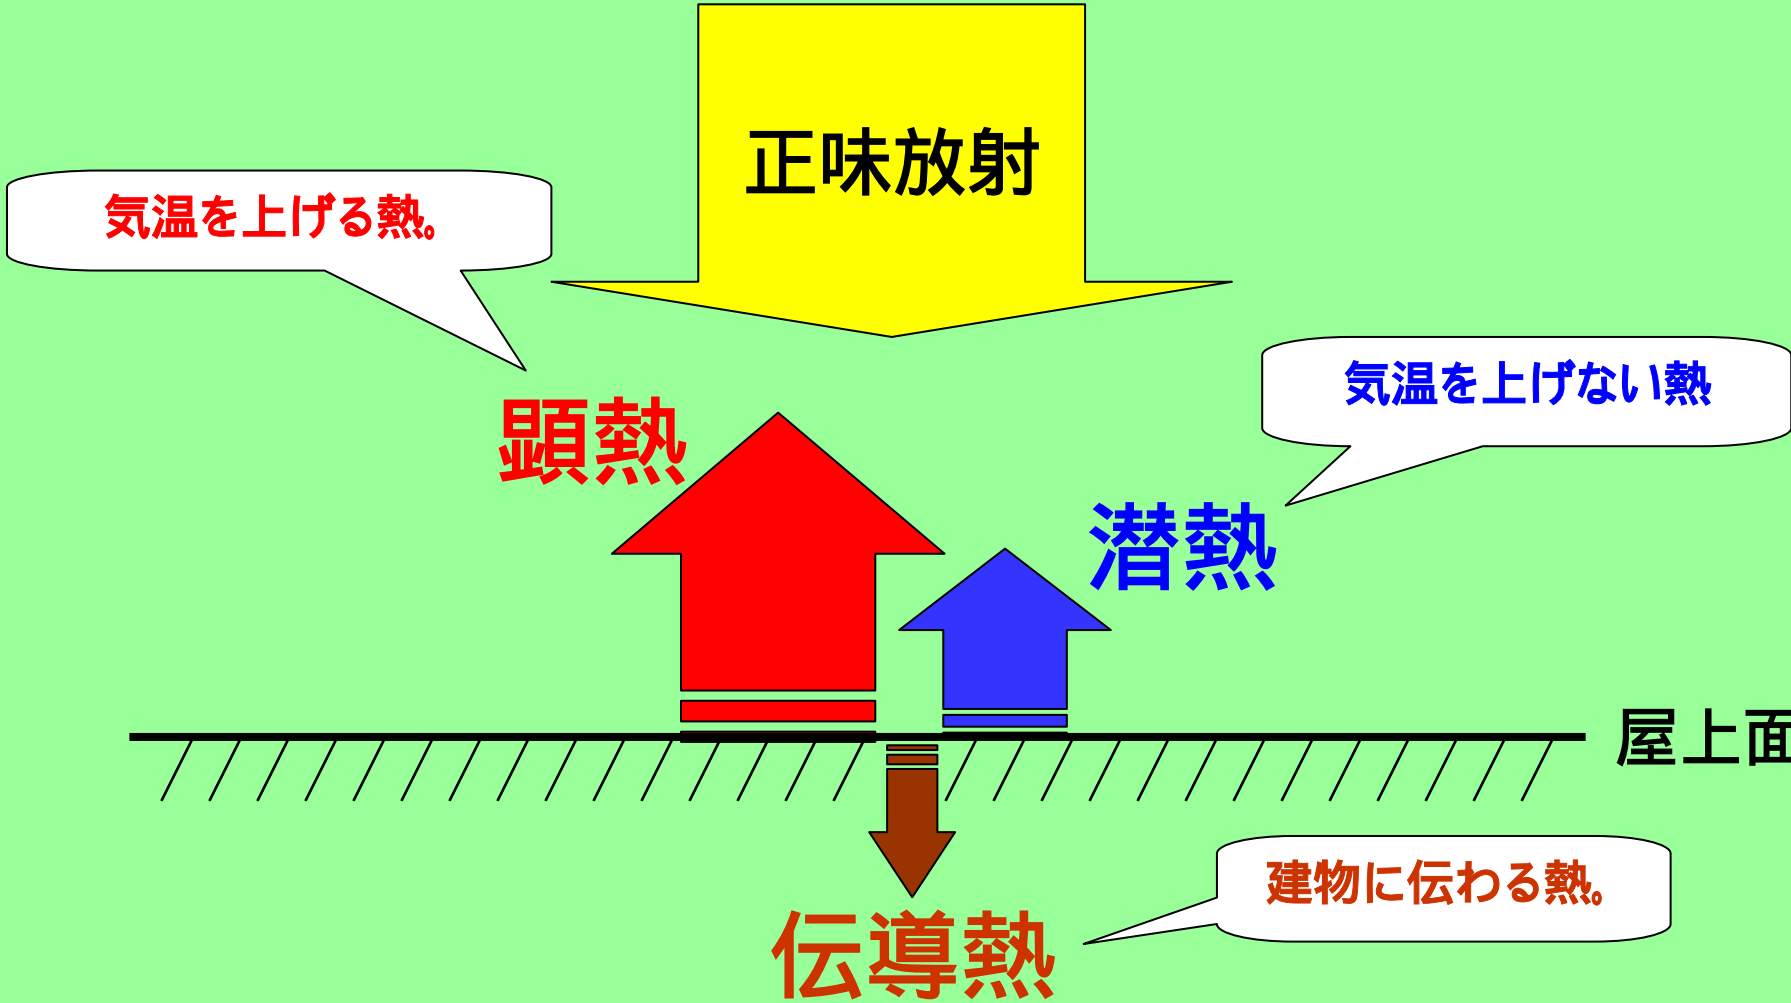 正味放射
気温を上げる熱。
気温を上げない熱
顕熱
潜熱
屋上面
建物に伝わる熱。
伝導熱